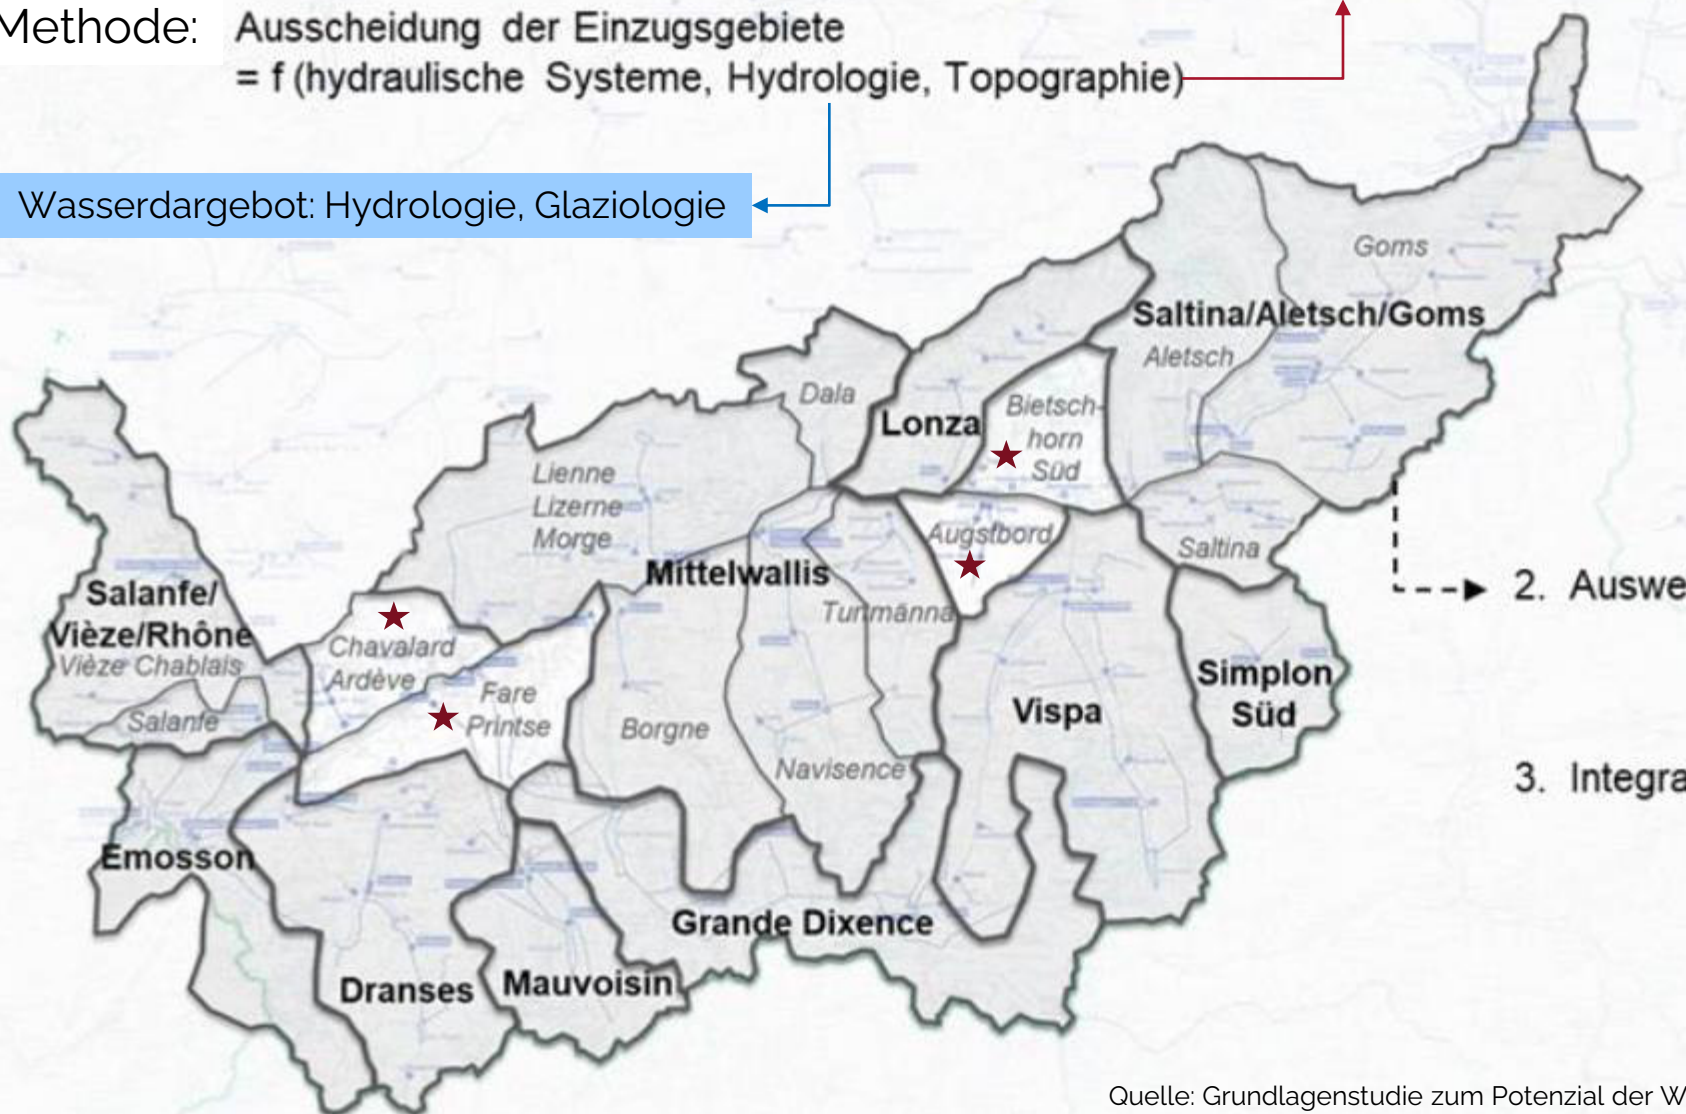 Methode:
Ausscheidung der Einzugsgebiete
= f (hydraulische Systeme, Hydrologie, Topographie)
Wasserdargebot: Hydrologie, Glaziologie
Goms
Saltina/Aletsch/Goms
Aletsch
Dala
Lonza
Bietsch-
horn
Süd
Lienne
Lizerne
Morge
Augstbord
Saltina
Mittelwallis
Turtmänna
Salanfe/
Vièze/Rhône
Vièze Chablais
Salanfe
Chavalard
Ardève
Fare
Printse
Borgne
Navisence
Vispa
Simplon
Süd
2. Auswe
3. Integra
Emosson
Grande Dixence
Dranses
Mauvoisin
Quelle: Grundlagenstudie zum Potenzial der W